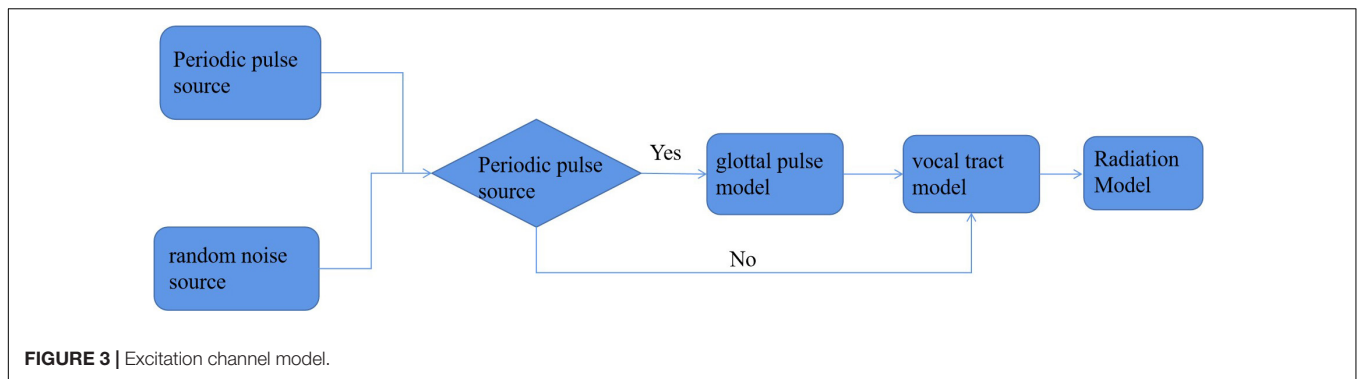 Periodic pulse
source
random noise
source
Periodic pulse
source
Yes
No
glottal pulse
model
vocal tract
model
Radiation
Model
FIGURE 3 | Excitation channel model.